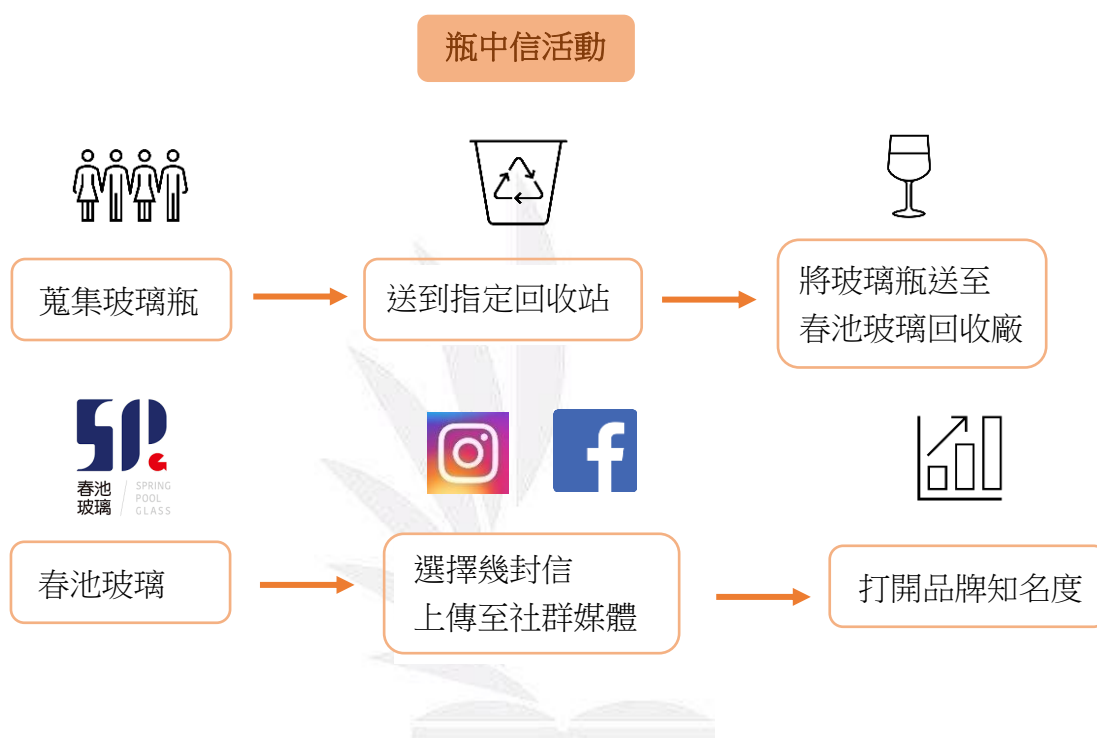 瓶中信活動
蒐集玻璃瓶
送到指定回收站
將玻璃瓶送至
春池玻璃回收廠
SP
春池
玻璃
SPRING
POOL
GLASS
春池玻璃
選擇幾封信
上傳至社群媒體
打開品牌知名度